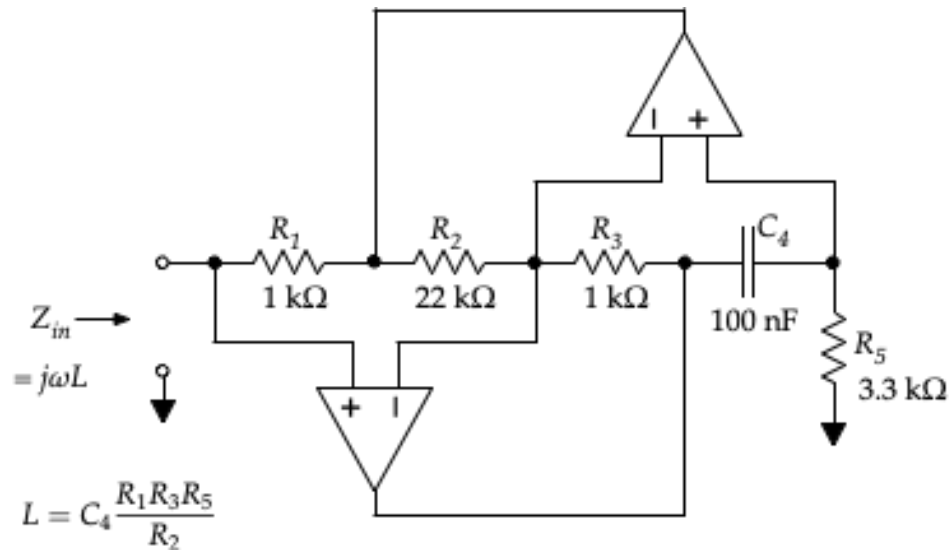 − +
R₁ R₂ R₃ C₄
1 kΩ 22 kΩ 1 kΩ 100 nF
Zᵢₙ
= jωL
R₅
3.3 kΩ
+ −
L = C₄ R₁R₃R₅ / R₂